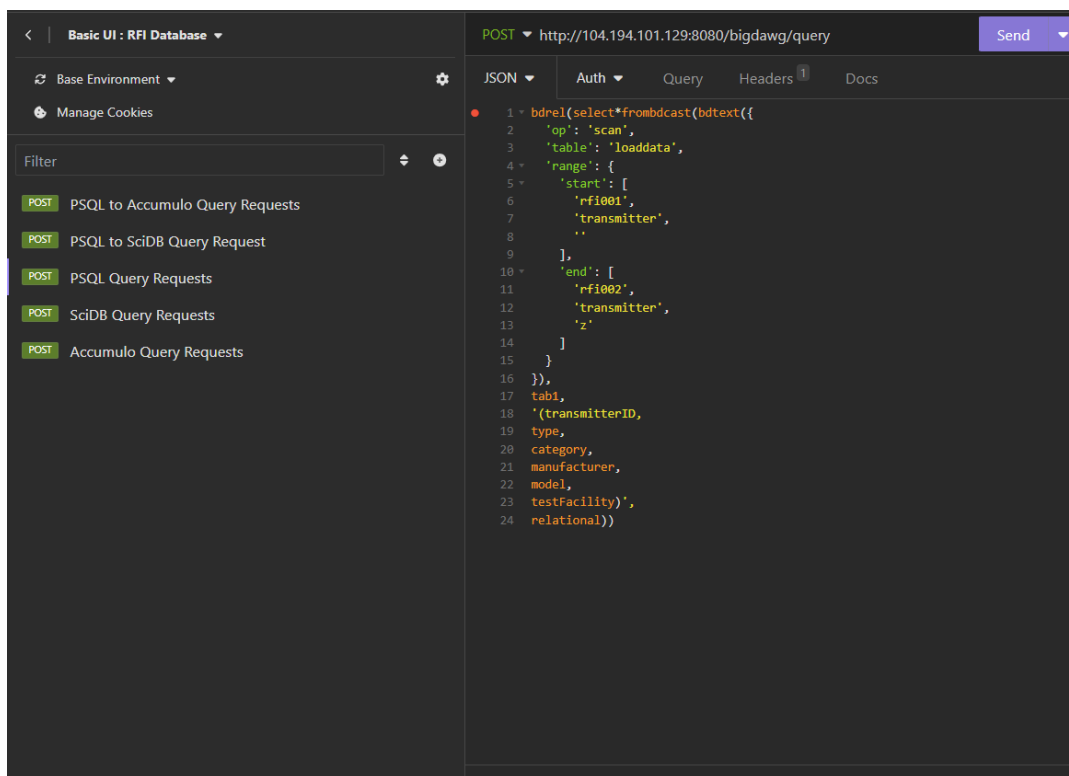 Basic UI : RFI Database
Base Environment
Manage Cookies
Filter
POST PSQL to Accumulo Query Requests
POST PSQL to SciDB Query Request
POST PSQL Query Requests
POST SciDB Query Requests
POST Accumulo Query Requests
POST http://104.194.101.129:8080/bigdawg/query Send
JSON Auth Query Headers 1 Docs
1 bdrel(select*frombdcast(bdtext({
2 'op': 'scan',
3 'table': 'loaddata',
4 'range': {
5 'start': [
6 'rfi001',
7 'transmitter',
8 ''
9 ],
10 'end': [
11 'rfi002',
12 'transmitter',
13 'z'
14 ]
15 }
16 }),
17 tab1,
18 '(transmitterID,
19 type,
20 category,
21 manufacturer,
22 model,
23 testFacility)',
24 relational))